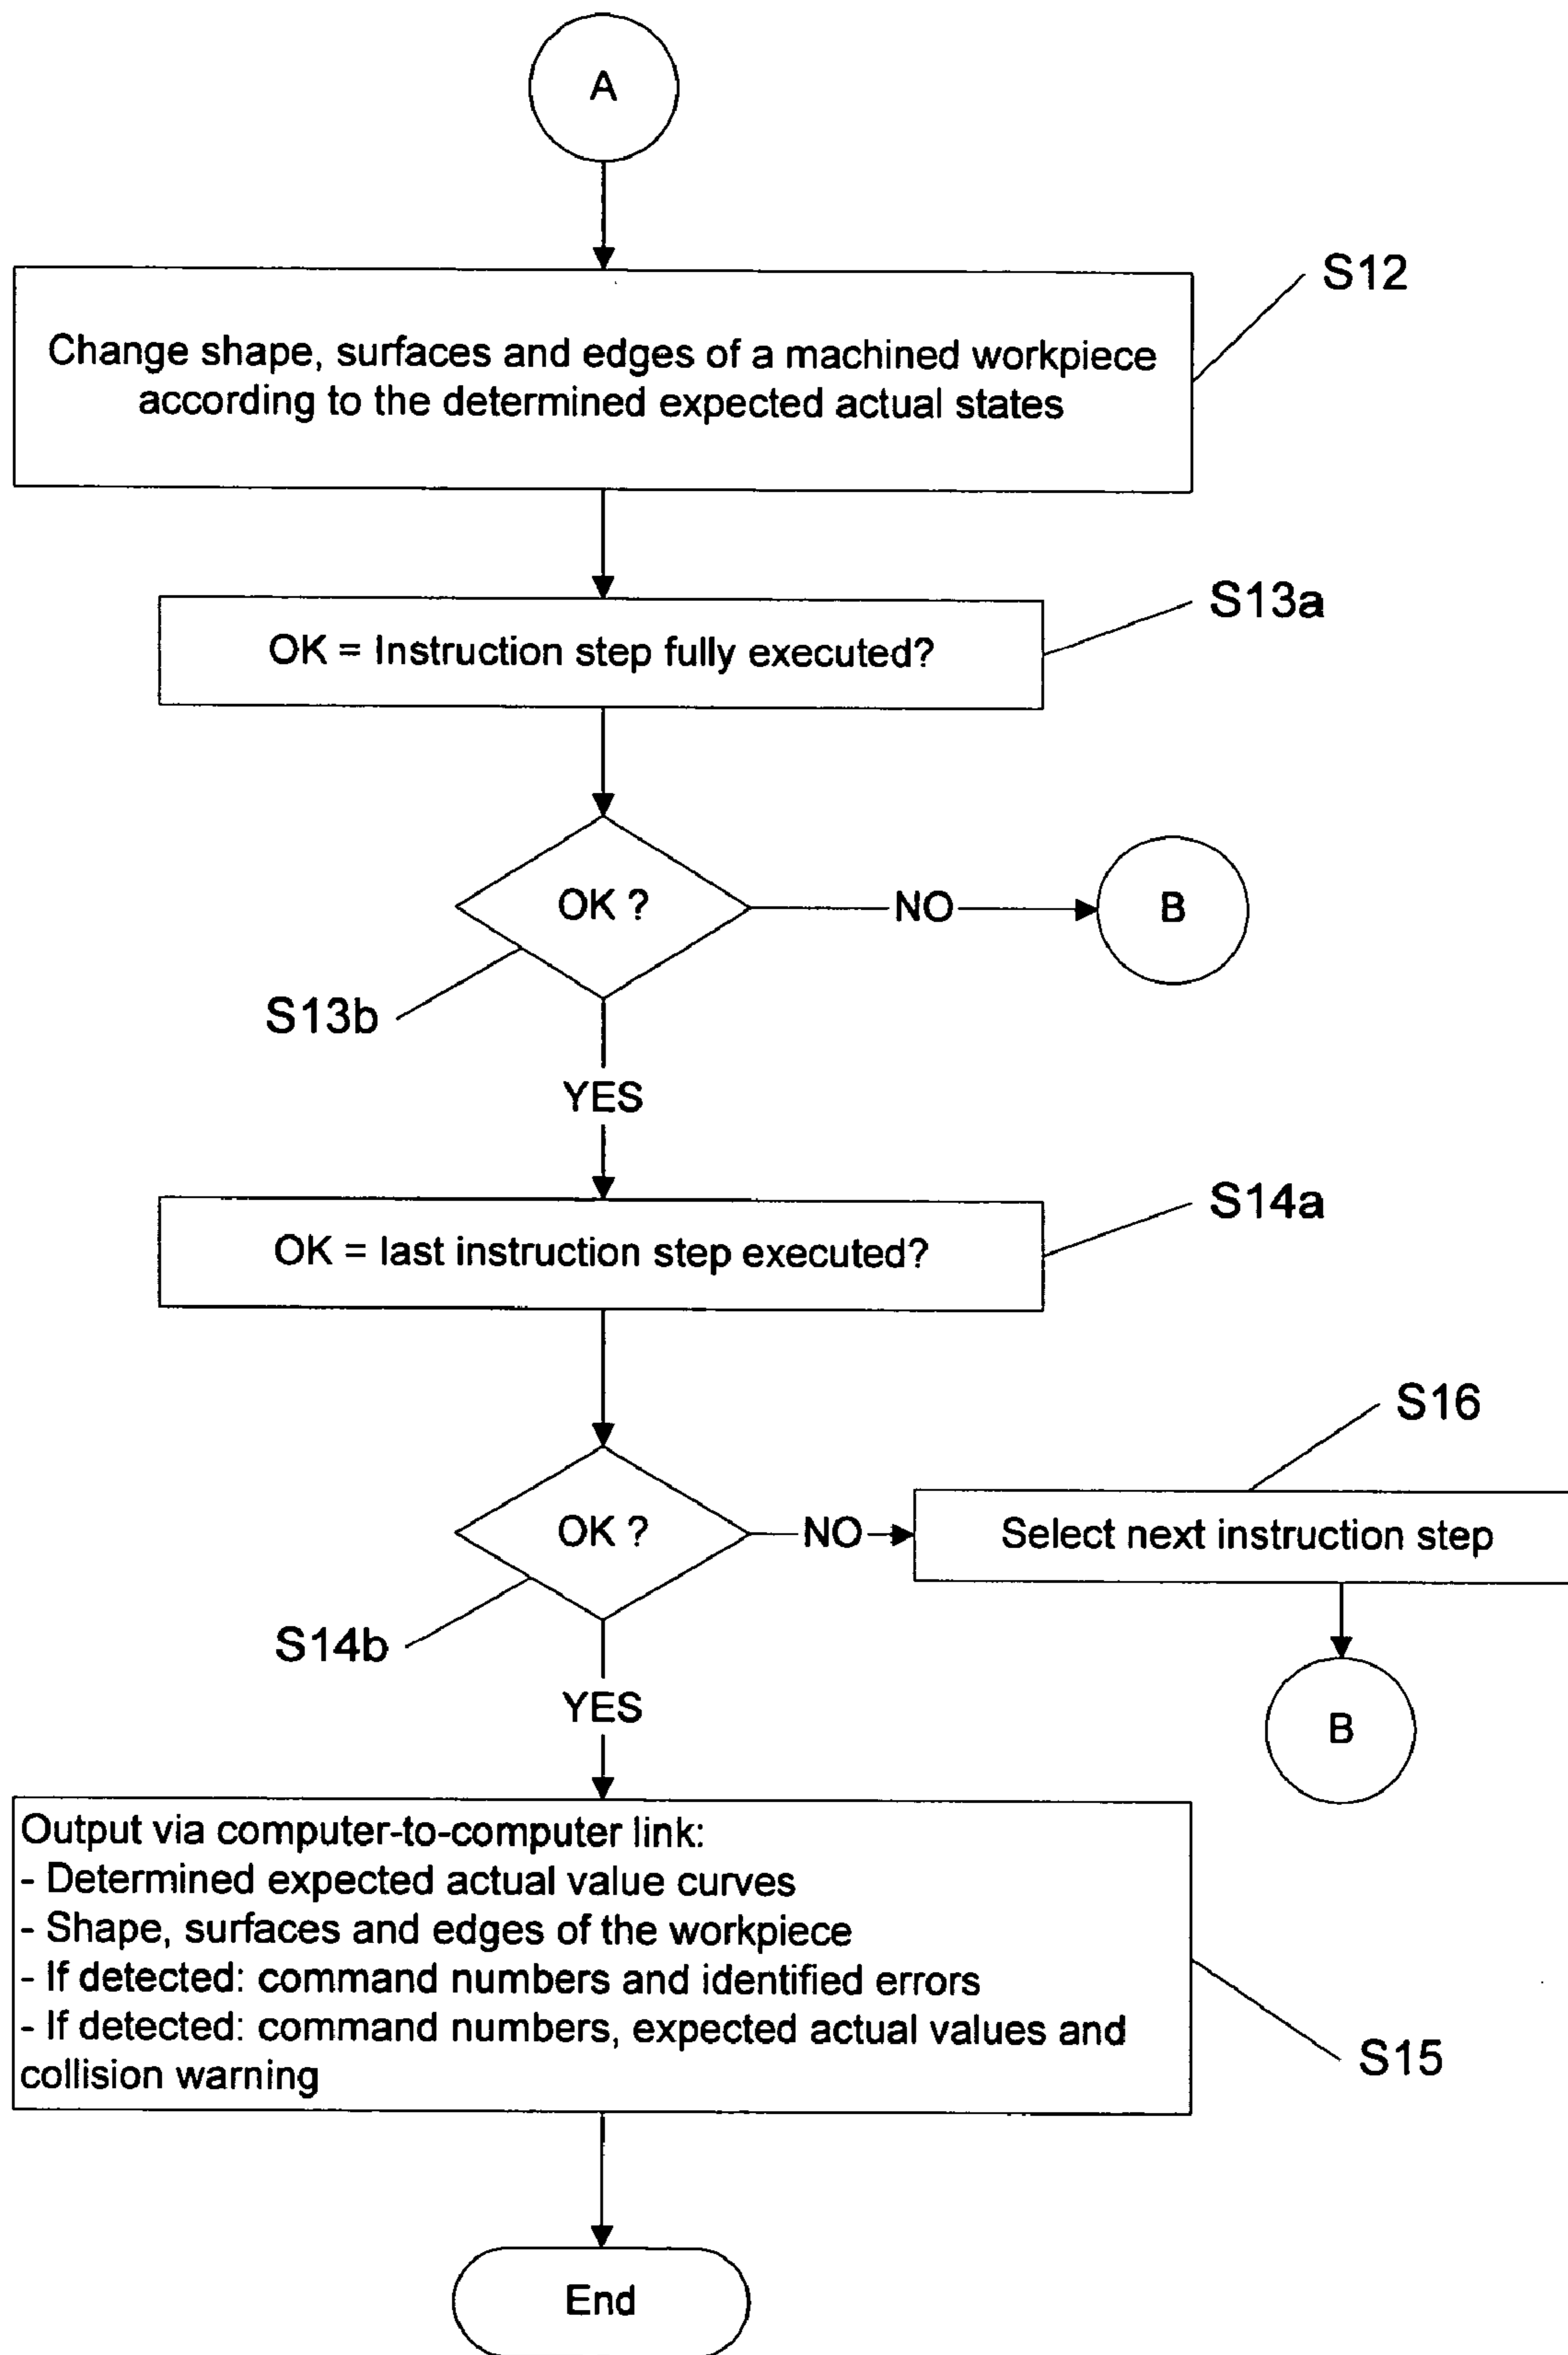 A
S12
Change shape, surfaces and edges of a machined workpiece
according to the determined expected actual states
S13a
OK = Instruction step fully executed?
OK ?
NO
B
S13b
YES
S14a
OK = last instruction step executed?
S16
OK ?
NO
Select next instruction step
S14b
YES
B
Output via computer-to-computer link:
- Determined expected actual value curves
- Shape, surfaces and edges of the workpiece
- If detected: command numbers and identified errors
- If detected: command numbers, expected actual values and
collision warning
S15
End